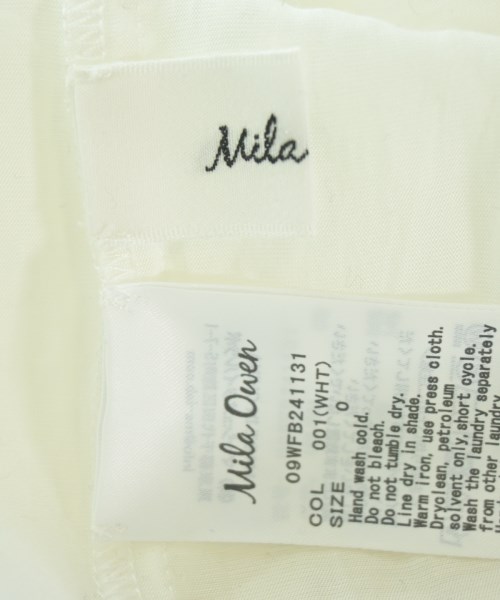 Mila
Mila Owen
09WFB241131
COL 001(WHT)
SIZE 0
Hand wash cold.
Do not bleach.
Do not tumble dry.
Line dry in shade.
Warm iron, use press cloth.
Dryclean, petroleum
solvent only, short cycle.
Wash the laundry separately
from other laundry